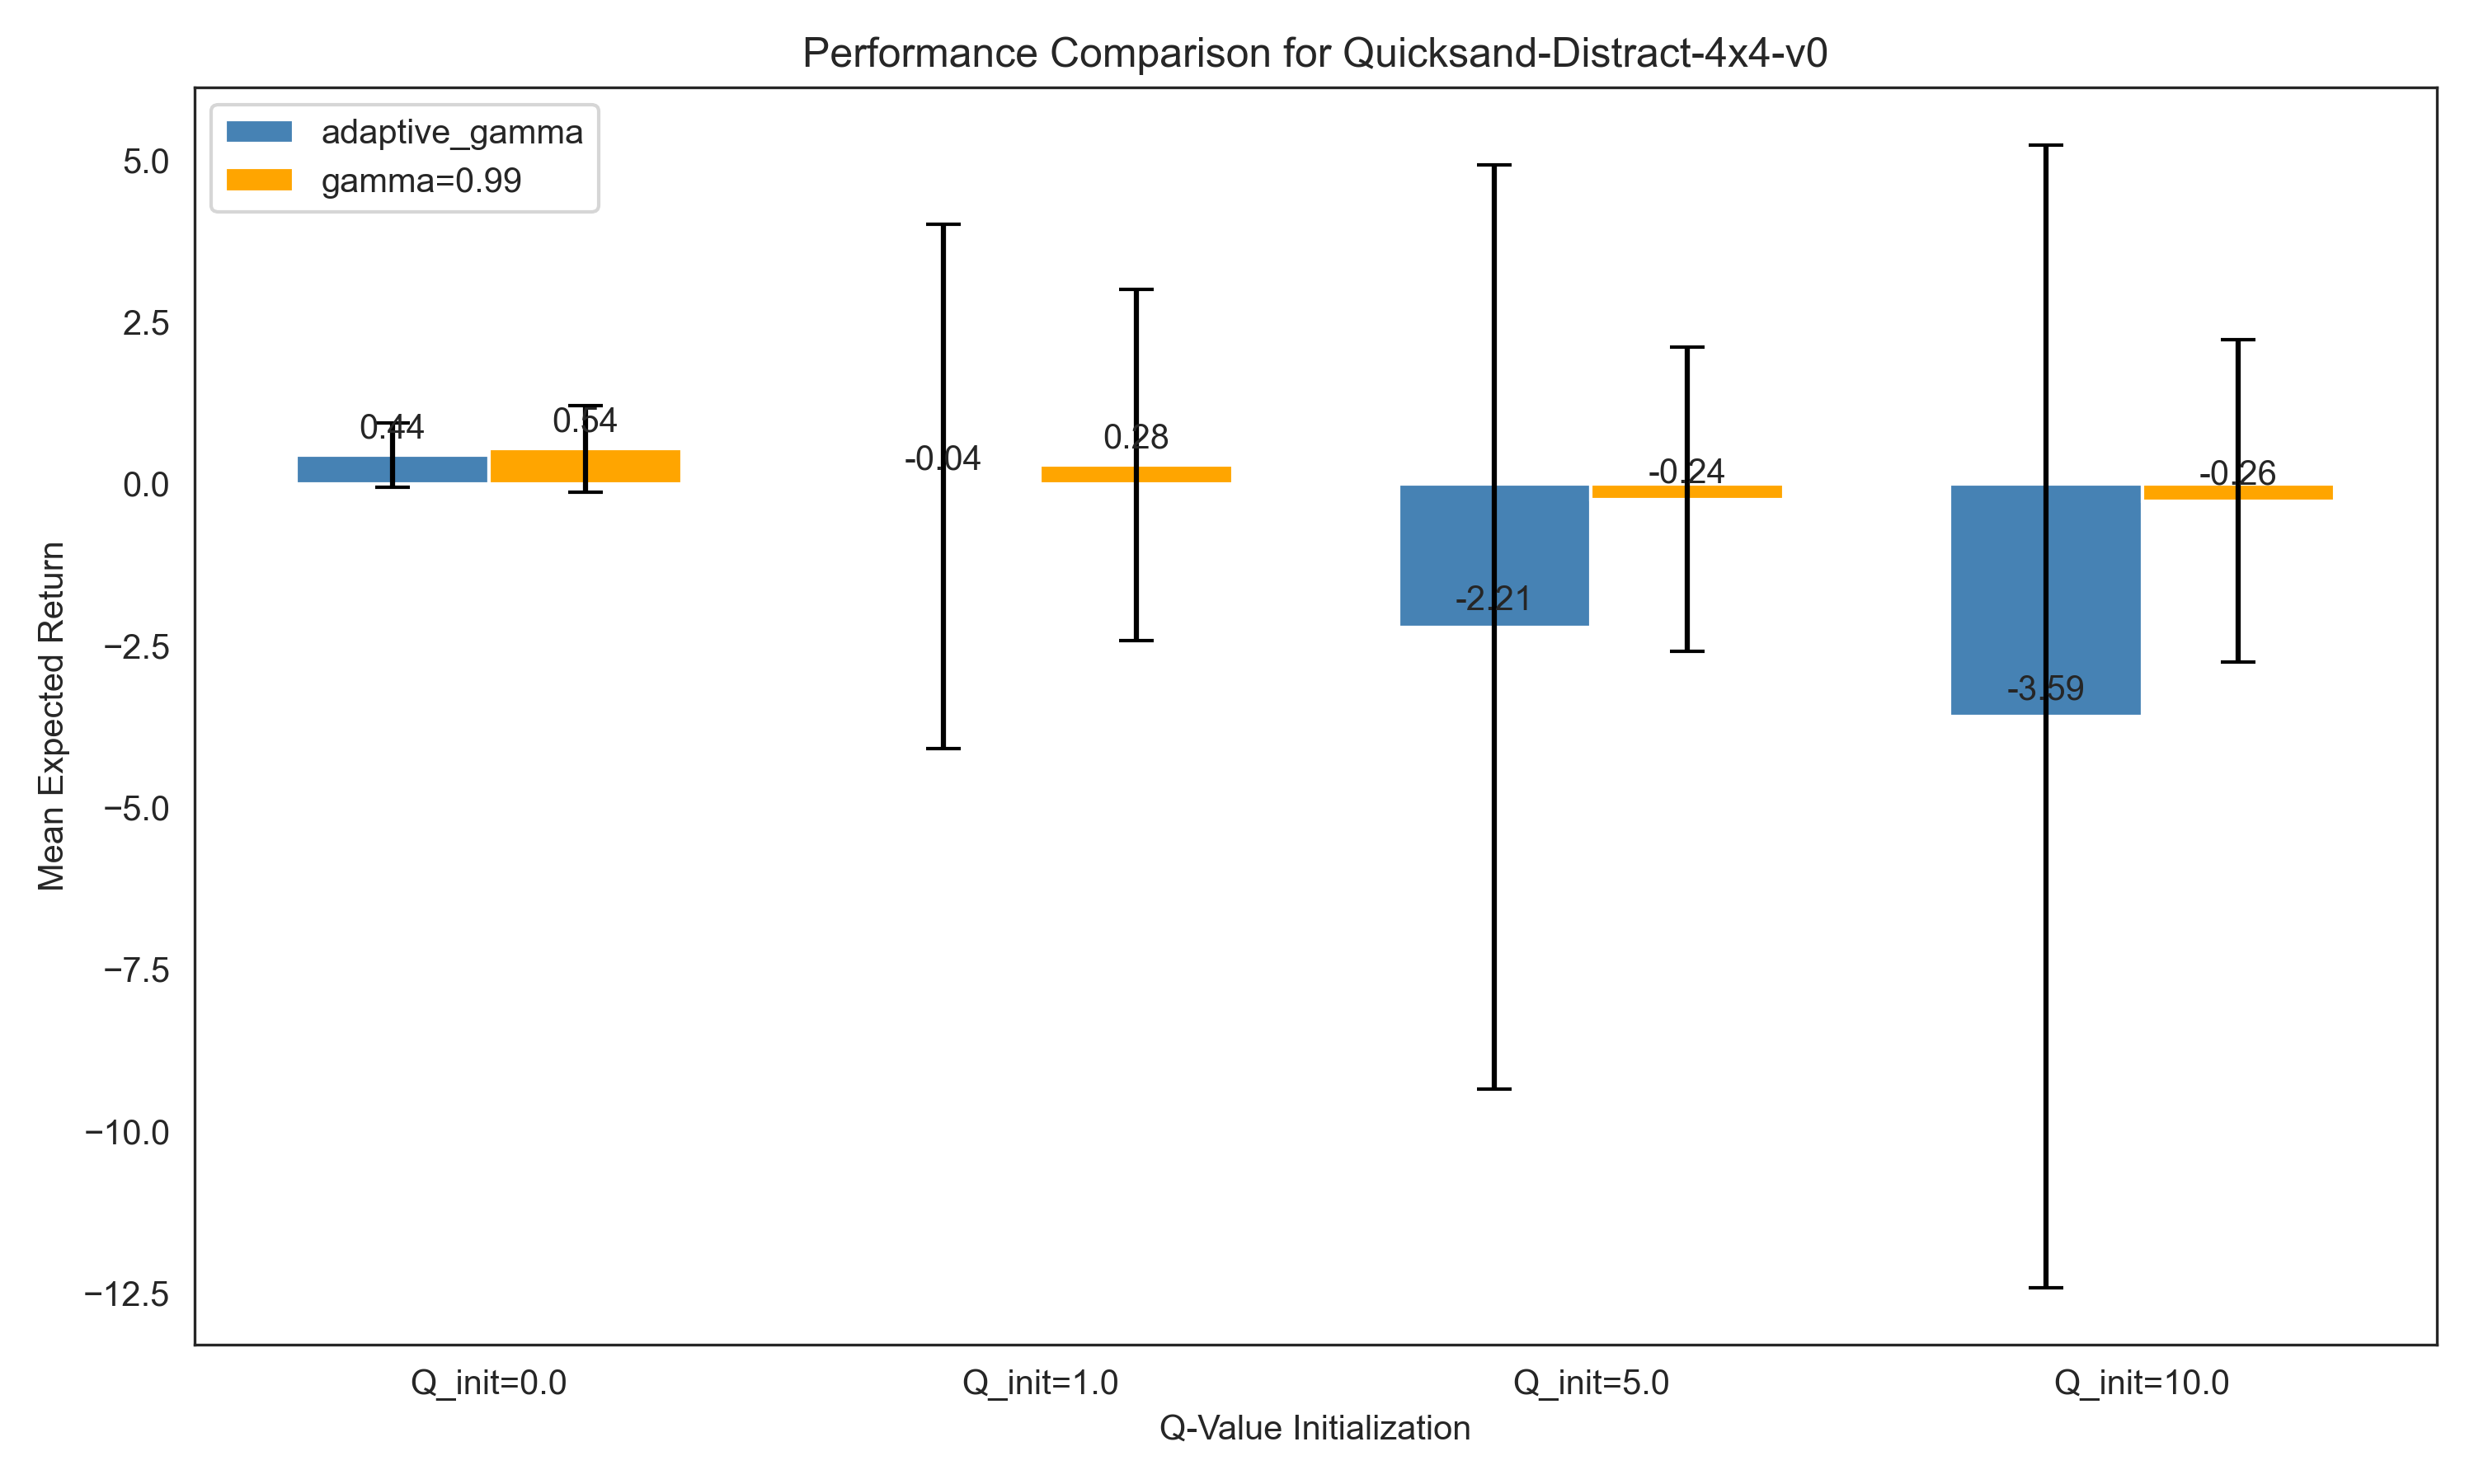 Performance Comparison for Quicksand-Distract-4x4-v0
adaptive_gamma
gamma=0.99
5.0
2.5
0.0
−2.5
−5.0
−7.5
−10.0
−12.5
Mean Expected Return
0.44
0.54
-0.04
0.28
-2.21
-0.24
-3.59
-0.26
Q_init=0.0
Q_init=1.0
Q_init=5.0
Q_init=10.0
Q-Value Initialization